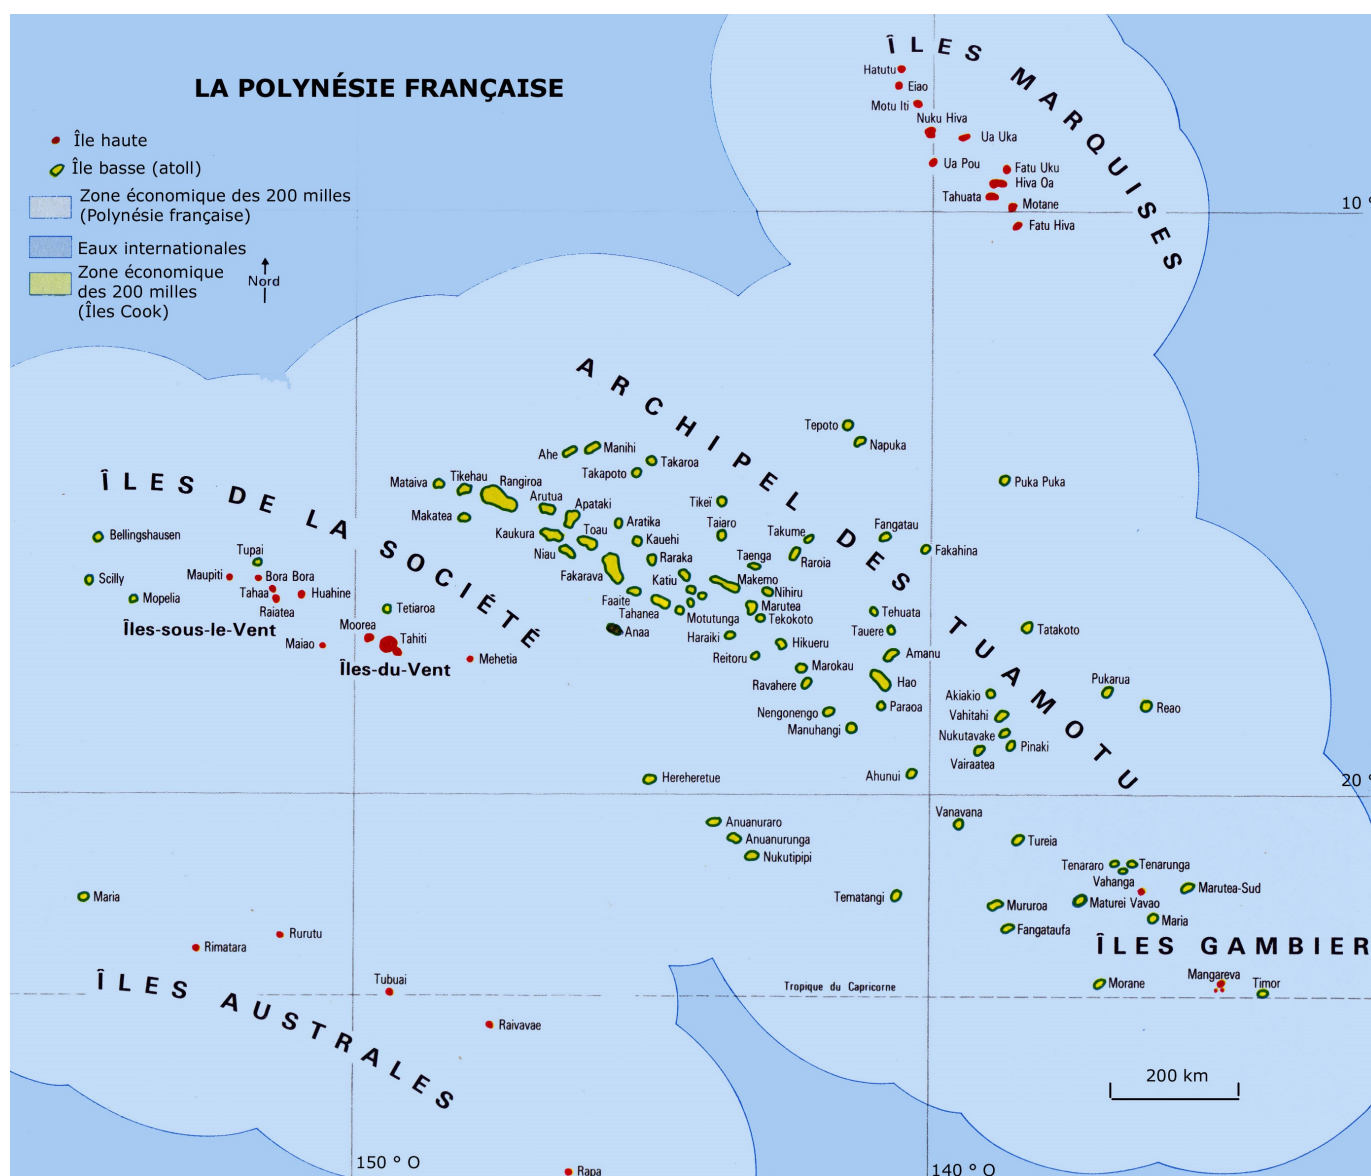 LA POLYNÉSIE FRANÇAISE
Île haute
Île basse (atoll)
Zone économique des 200 milles
(Polynésie française)
Eaux internationales
Zone économique
des 200 milles
(Îles Cook)
Nord
ÎLES MARQUISES
Hatutu
Eiao
Motu Iti
Nuku Hiva
Ua Uka
Ua Pou
Fatu Uku
Hiva Oa
Tahuata
Motane
Fatu Hiva
10 °
ARCHIPEL DES TUAMOTU
Tepoto
Napuka
Ahe
Manihi
Takaroa
Takapoto
Puka Puka
Mataiva
Tikehau
Rangiroa
Arutua
Apataki
Tikeï
Makatea
Kaukura
Toau
Aratika
Taiaro
Takume
Fangatau
Kauehi
Niau
Raraka
Taenga
Raroia
Fakahina
Fakarava
Katiu
Makemo
Nihiru
Faaite
Tahanea
Motutunga
Marutea
Tekokoto
Tehuata
Anaa
Haraiki
Hikueru
Tauere
Tatakoto
Reitoru
Marokau
Amanu
Ravahere
Hao
Pukarua
Akiakio
Reao
Nengonengo
Paraoa
Vahitahi
Manuhangi
Nukutavake
Pinaki
Vairaatea
Hereheretue
Ahunui
20 °
ÎLES DE LA SOCIÉTÉ
Bellingshausen
Tupai
Scilly
Maupiti
Bora Bora
Mopelia
Tahaa
Huahine
Raiatea
Tetiaroa
Îles-sous-le-Vent
Moorea
Tahiti
Maiao
Mehetia
Îles-du-Vent
Anuanuraro
Anuanurunga
Nukutipipi
Vanavana
Tureia
Tenararo
Tenarunga
Vahanga
Marutea-Sud
Tematangi
Mururoa
Maturei Vavao
Maria
Fangataufa
ÎLES GAMBIER
Morane
Mangareva
Timor
Maria
Rurutu
Rimatara
Tubuai
Raivavae
ÎLES AUSTRALES
Tropique du Capricorne
200 km
150 ° O
140 ° O
Rapa